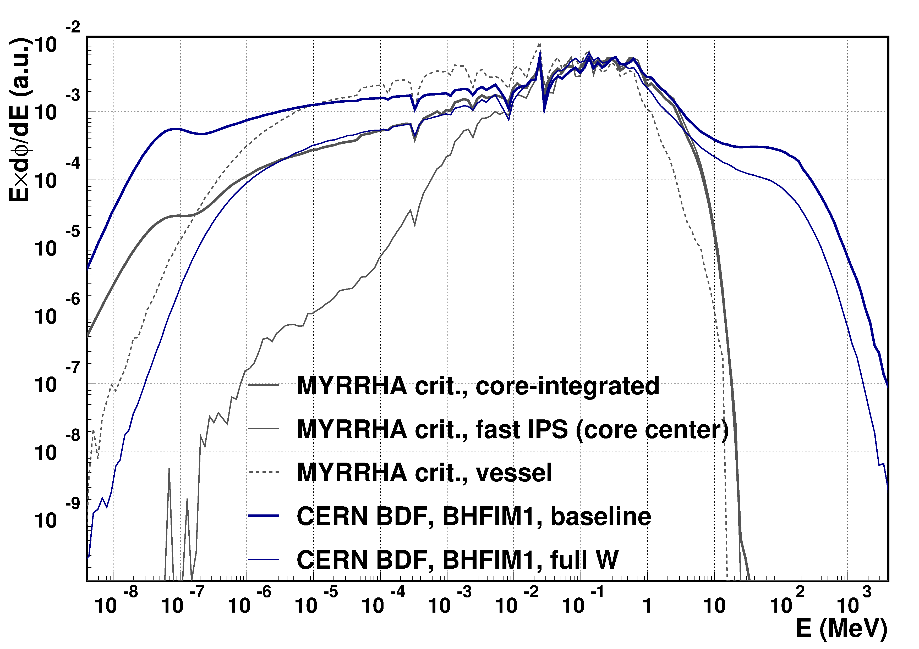 E×dϕ/dE (a.u.)
10 -2
10 -3
10 -4
10 -5
10 -6
10 -7
10 -8
10 -9
MYRRHA crit., core-integrated
MYRRHA crit., fast IPS (core center)
MYRRHA crit., vessel
CERN BDF, BHFIM1, baseline
CERN BDF, BHFIM1, full W
10 -8 10 -7 10 -6 10 -5 10 -4 10 -3 10 -2 10 -1 1 10 10 2 10 3
E (MeV)